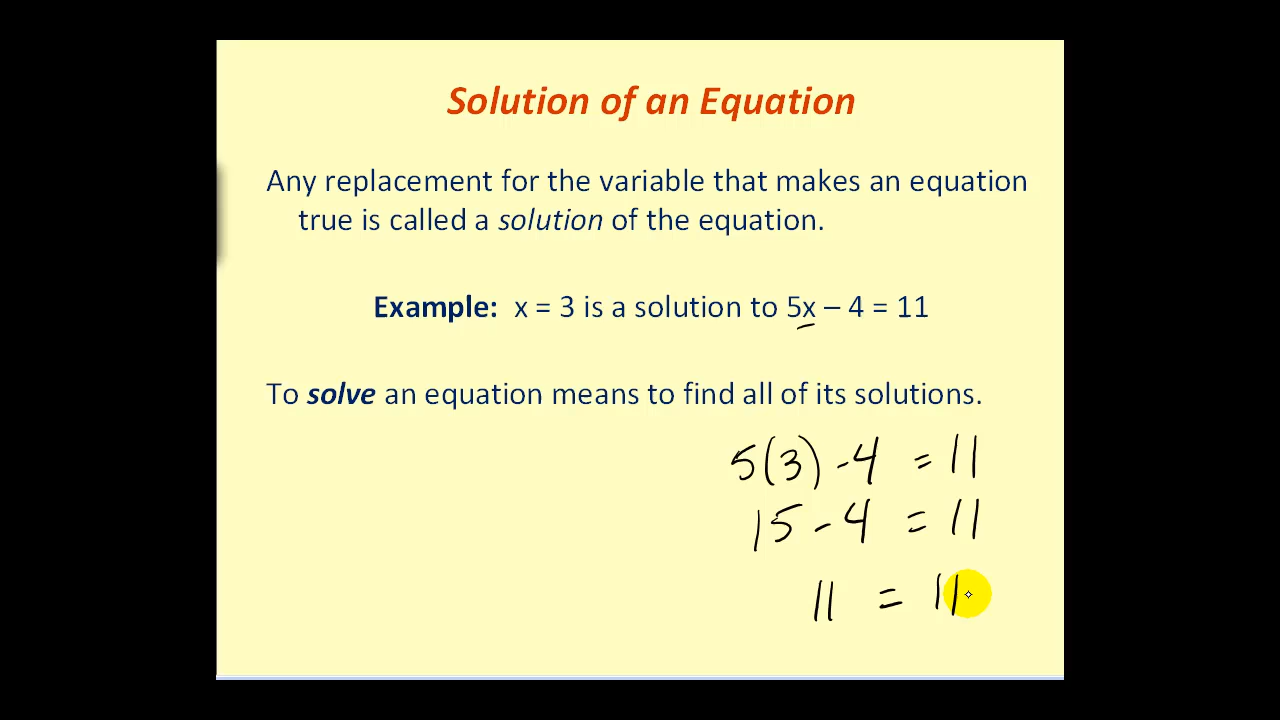 Solution of an Equation
Any replacement for the variable that makes an equation
true is called a solution of the equation.
Example: x = 3 is a solution to 5x – 4 = 11
To solve an equation means to find all of its solutions.
5(3) - 4 = 11
15 - 4 = 11
11 = 11